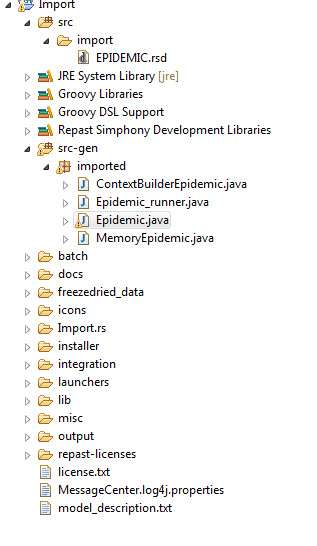 Import
src
import
EPIDEMIC.rsd
JRE System Library [jre]
Groovy Libraries
Groovy DSL Support
Repast Simphony Development Libraries
src-gen
imported
ContextBuilderEpidemic.java
Epidemic_runner.java
Epidemic.java
MemoryEpidemic.java
batch
docs
freezedried_data
icons
Import.rs
installer
integration
launchers
lib
misc
output
repast-licenses
license.txt
MessageCenter.log4j.properties
model_description.txt